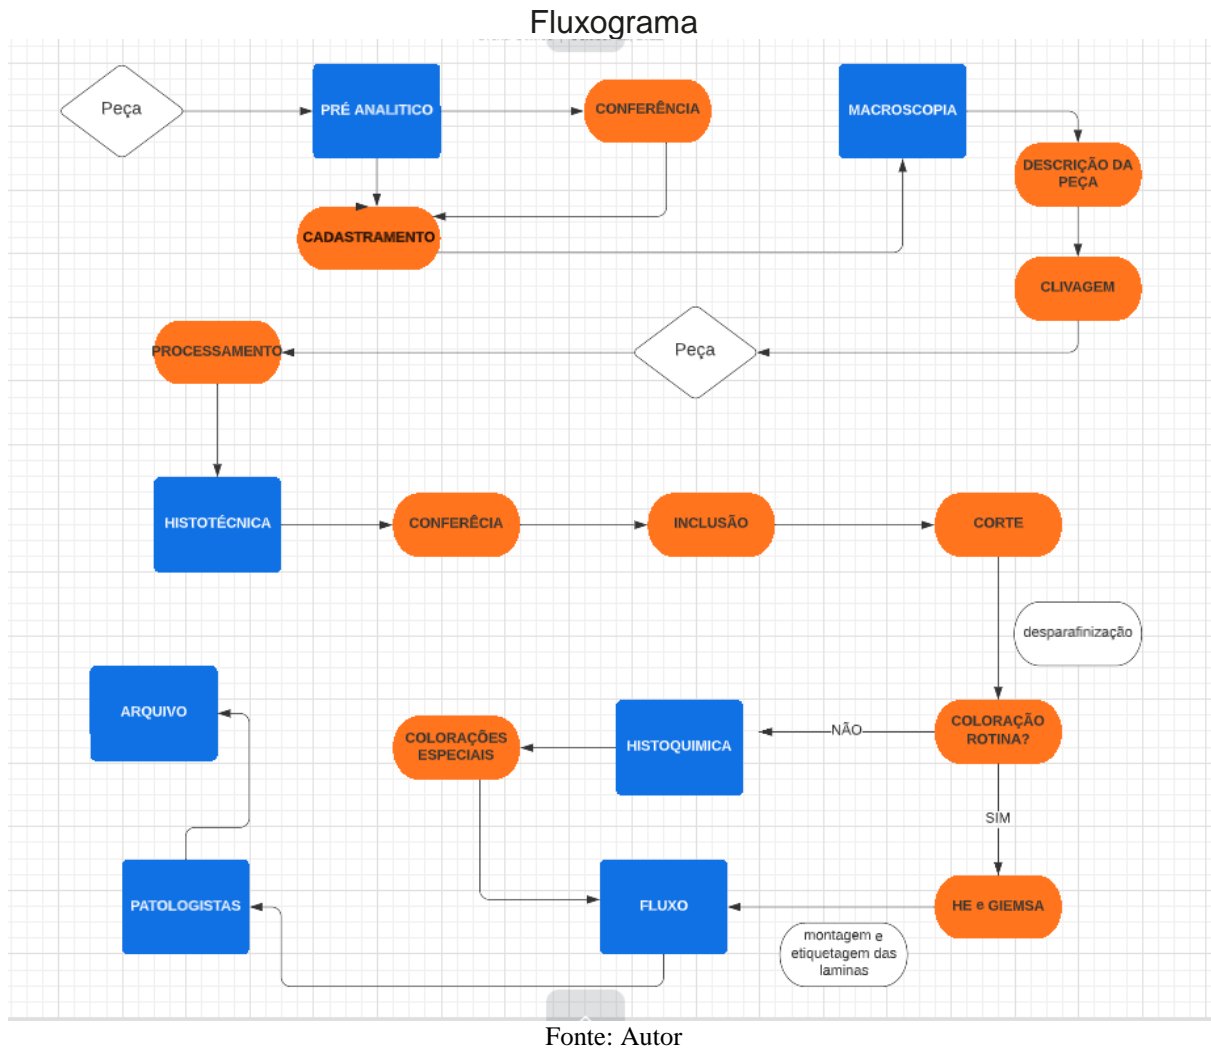 Fluxograma
Peça
PRÉ ANALITICO
CONFERÊNCIA
MACROSCOPIA
DESCRIÇÃO DA
PEÇA
CADASTRAMENTO
CLIVAGEM
Peça
PROCESSAMENTO
HISTOTÉCNICA
CONFERÊCIA
INCLUSÃO
CORTE
desparafinização
COLORAÇÃO
ROTINA?
NÃO
HISTOQUIMICA
COLORAÇÕES
ESPECIAIS
ARQUIVO
SIM
HE e GIEMSA
montagem e
etiquetagem das
laminas
FLUXO
PATOLOGISTAS
Fonte: Autor